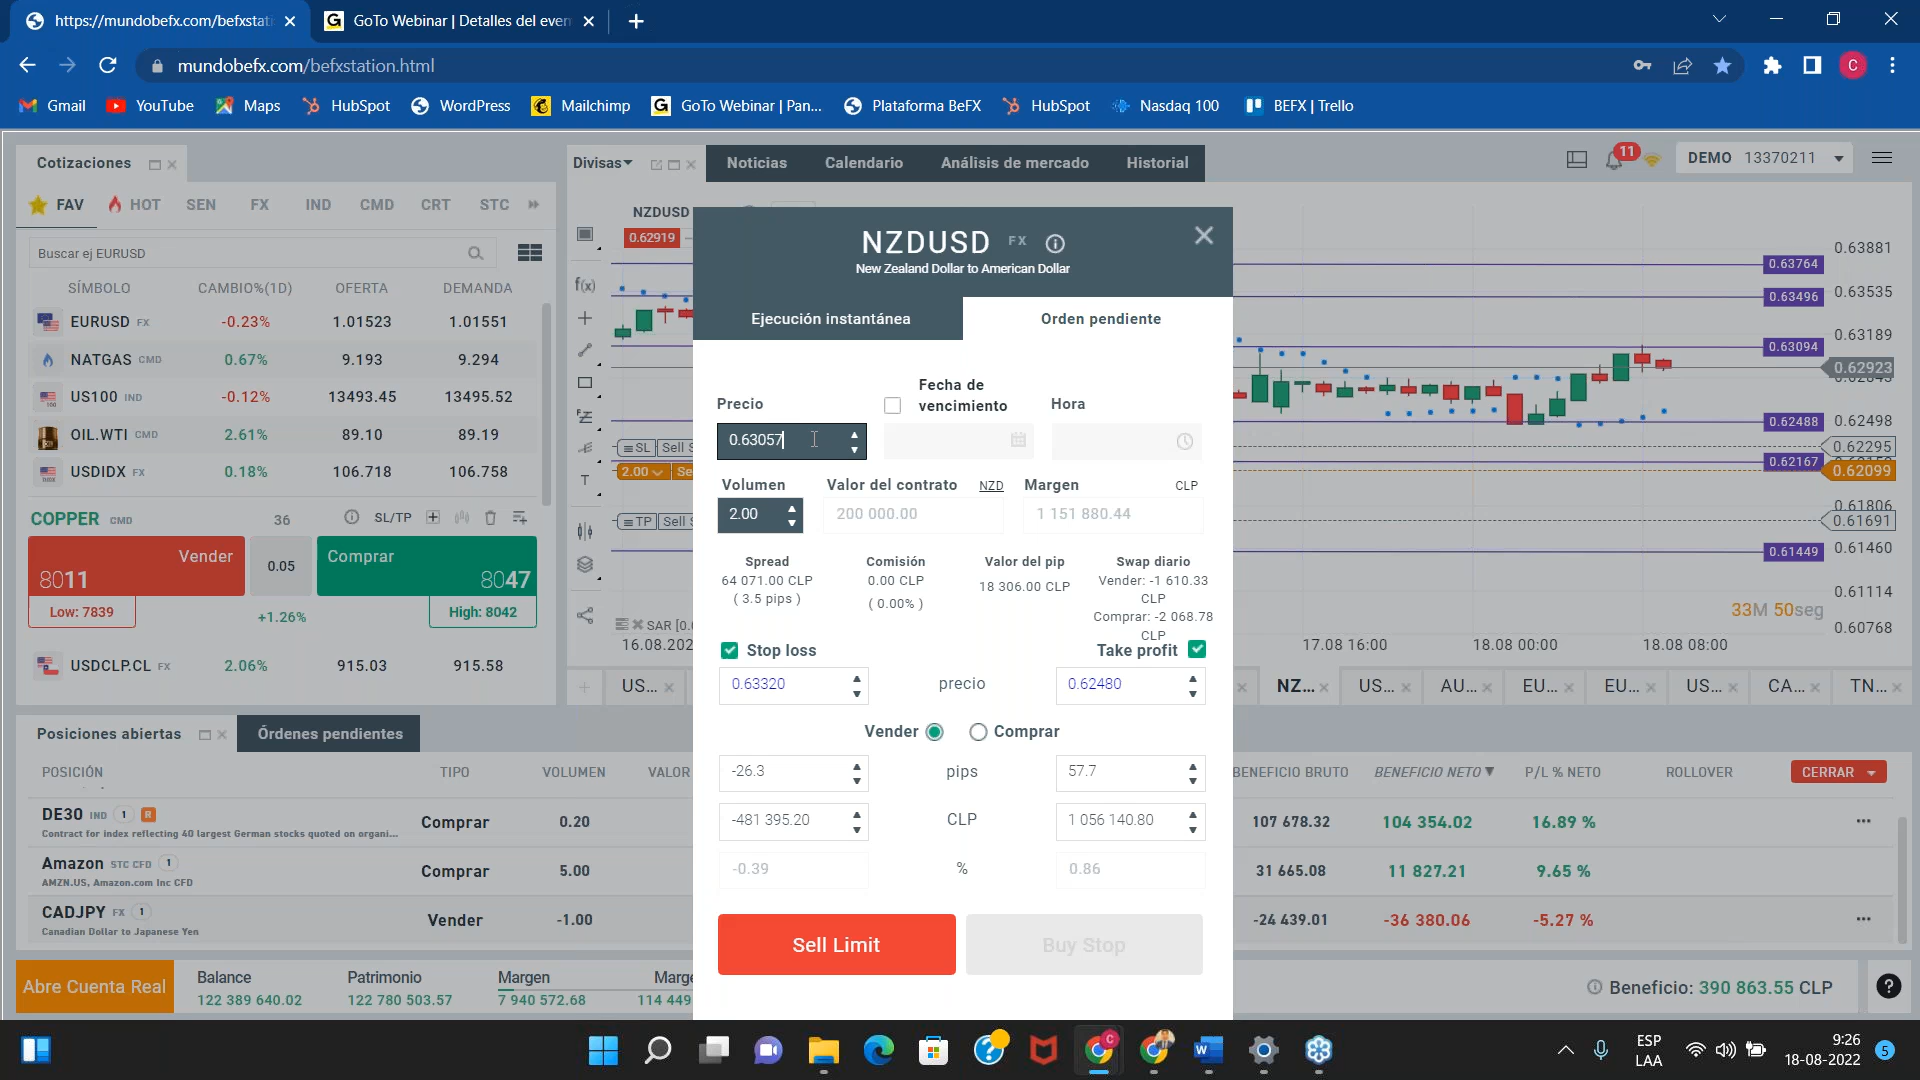 https://mundobefx.com/befxstati
GoTo Webinar | Detalles del even
mundobefx.com/befxstation.html
C
Gmail
YouTube
Maps
HubSpot
WordPress
Mailchimp
GoTo Webinar | Pan...
Plataforma BeFX
HubSpot
Nasdaq 100
BEFX | Trello
Cotizaciones
Divisas
Noticias
Calendario
Análisis de mercado
Historial
11
DEMO 13370211
FAV
HOT
SEN
FX
IND
CMD
CRT
STC
Buscar ej EURUSD
SÍMBOLO CAMBIO%(1D) OFERTA DEMANDA
EURUSD FX -0.23% 1.01523 1.01551
NATGAS CMD 0.67% 9.193 9.294
US100 IND -0.12% 13493.45 13495.52
OIL.WTI CMD 2.61% 89.10 89.19
USDIDX FX 0.18% 106.718 106.758
COPPER CMD 36 SL/TP
Vender 8011
0.05
Comprar 8047
Low: 7839
+1.26%
High: 8042
USDCLP.CL FX 2.06% 915.03 915.58
NZDUSD
0.62919
f(x)
T
SL Sell S
2.00 Se
TP Sell S
SAR [0.0
16.08.202
NZDUSD FX
New Zealand Dollar to American Dollar
Ejecución instantánea
Orden pendiente
Precio
Fecha de
vencimiento
Hora
0.63057
Volumen
Valor del contrato NZD
Margen CLP
2.00
200 000.00
1 151 880.44
Spread
64 071.00 CLP
( 3.5 pips )
Comisión
0.00 CLP
( 0.00% )
Valor del pip
18 306.00 CLP
Swap diario
Vender: -1 610.33
CLP
Comprar: -2 068.78
CLP
Stop loss
Take profit
0.63320 precio 0.62480
Vender
Comprar
-26.3 pips 57.7
-481 395.20 CLP 1 056 140.80
-0.39 % 0.86
Sell Limit
Buy Stop
0.63881
0.63764
0.63535
0.63496
0.63189
0.63094
0.62923
0.62498
0.62488
0.62295
0.62167
0.62099
0.61806
0.61691
0.61460
0.61449
0.61114
0.60768
33M 50seg
17.08 16:00
18.08 00:00
18.08 08:00
US...
NZ...
US...
AU...
EU...
EU...
US...
CA...
TN...
Posiciones abiertas
Órdenes pendientes
POSICIÓN TIPO VOLUMEN VALOR
BENEFICIO BRUTO BENEFICIO NETO P/L % NETO ROLLOVER CERRAR
DE30 IND 1 R
Contract for index reflecting 40 largest German stocks quoted on organi...
Comprar 0.20 107 678.32 104 354.02 16.89 %
Amazon STC CFD 1
AMZN.US, Amazon.com Inc CFD
Comprar 5.00 31 665.08 11 827.21 9.65 %
CADJPY FX 1
Canadian Dollar to Japanese Yen
Vender -1.00 -24 439.01 -36 380.06 -5.27 %
Abre Cuenta Real
Balance
122 389 640.02
Patrimonio
122 780 503.57
Margen
7 940 572.68
Marge
114 449
Beneficio: 390 863.55 CLP
ESP
LAA
9:26
18-08-2022
5